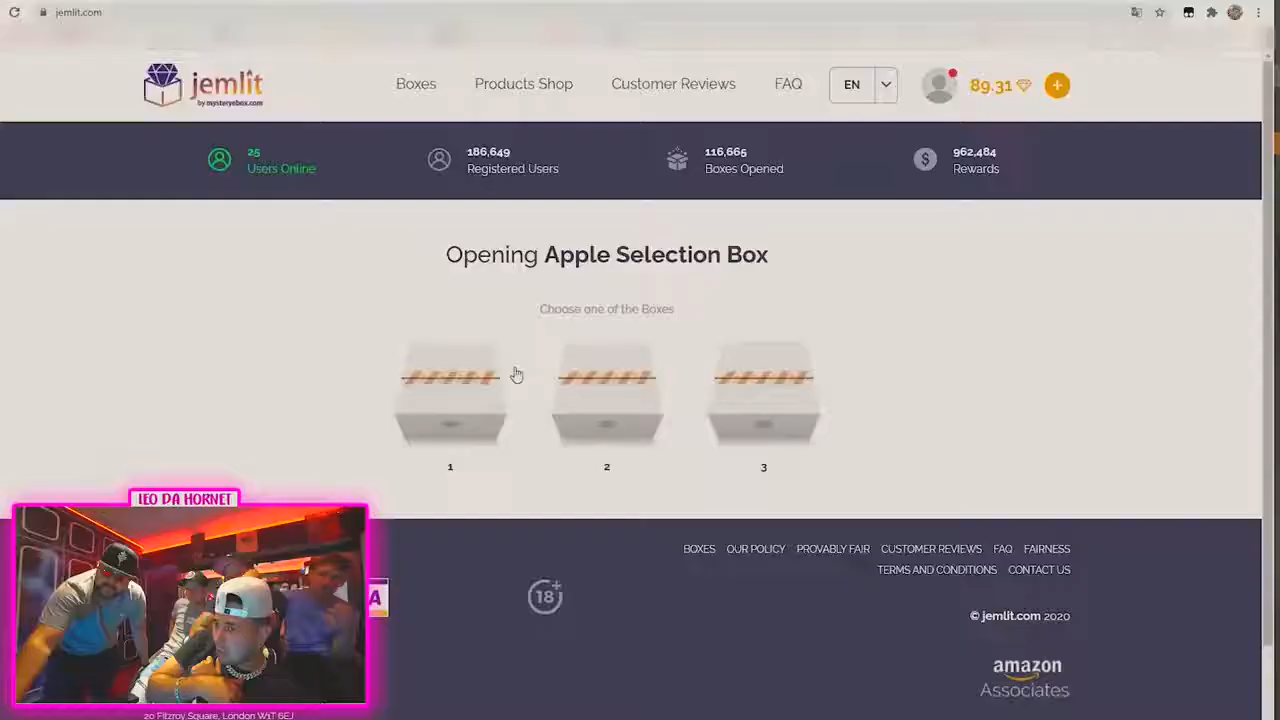 jemlit.com
jemlit
by mysteryebox.com
Boxes
Products Shop
Customer Reviews
FAQ
EN
89.31
25
Users Online
186,649
Registered Users
116,665
Boxes Opened
962,484
Rewards
Opening Apple Selection Box
Choose one of the Boxes
1
2
3
LEO DA HORNET
A
18+
BOXES
OUR POLICY
PROVABLY FAIR
CUSTOMER REVIEWS
FAQ
FAIRNESS
TERMS AND CONDITIONS
CONTACT US
© jemlit.com 2020
amazon
Associates
20 Fitzroy Square, London W1T 6EJ